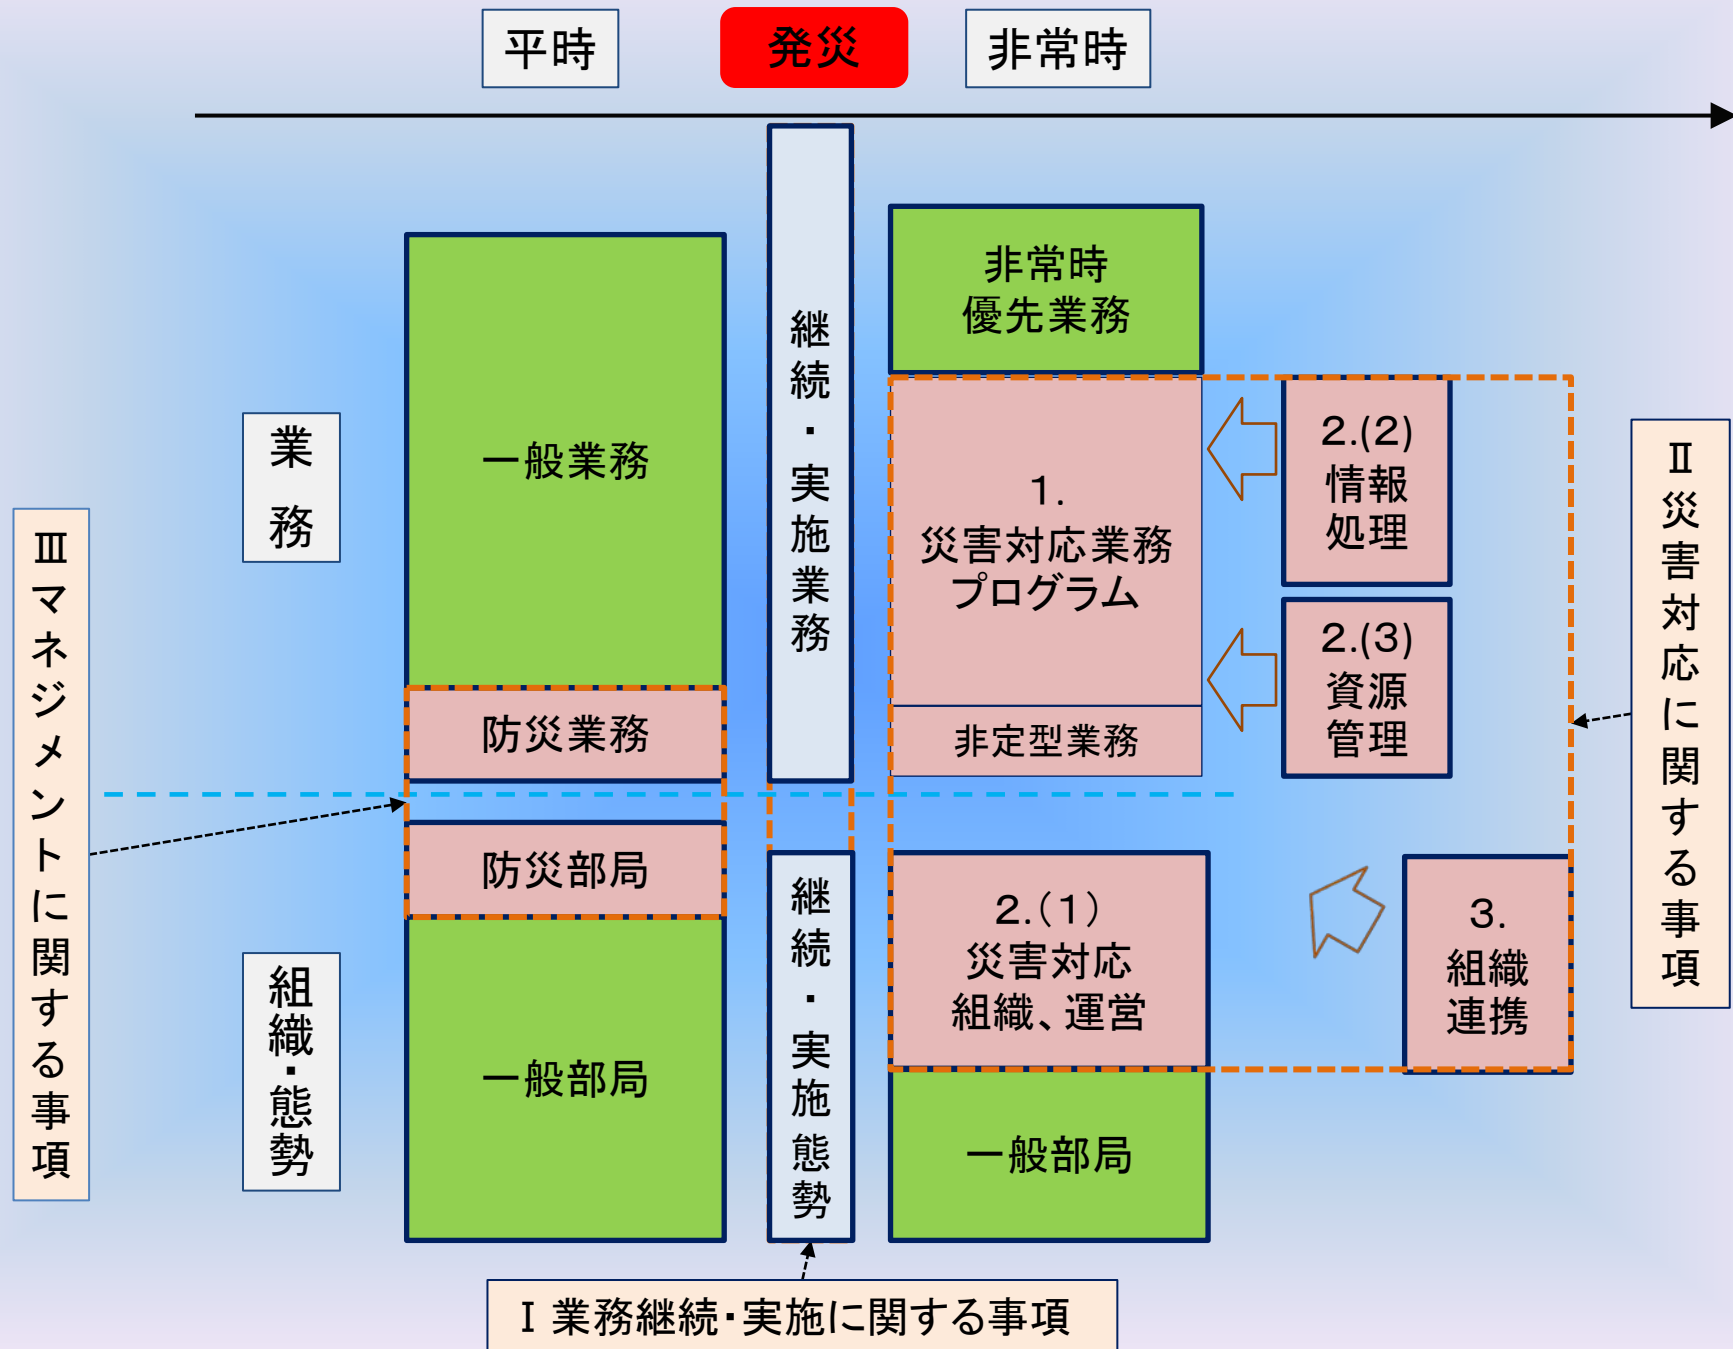 平時
発災
非常時
業務
組織・態勢
Ⅲマネジメントに関する事項
一般業務
防災業務
防災部局
一般部局
継続・実施業務
継続・実施態勢
非常時
優先業務
1.
災害対応業務
プログラム
非定型業務
2.(1)
災害対応
組織、運営
一般部局
2.(2)
情報
処理
2.(3)
資源
管理
3.
組織
連携
Ⅱ災害対応に関する事項
Ⅰ業務継続・実施に関する事項